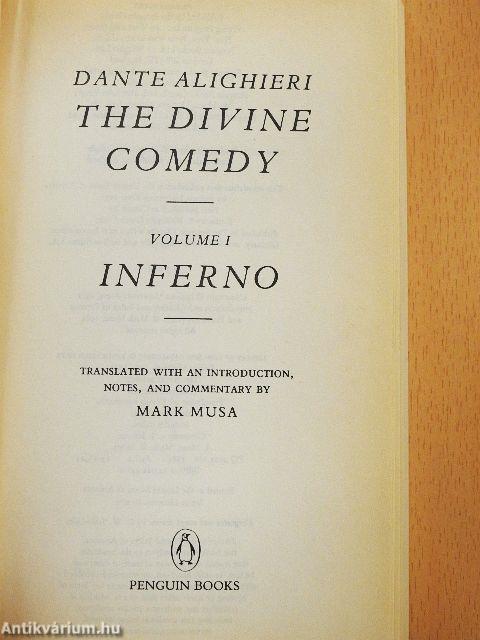 DANTE ALIGHIERI
THE DIVINE
COMEDY
VOLUME I
INFERNO
TRANSLATED WITH AN INTRODUCTION,
NOTES, AND COMMENTARY BY
MARK MUSA
PENGUIN BOOKS
Antikvárium.hu